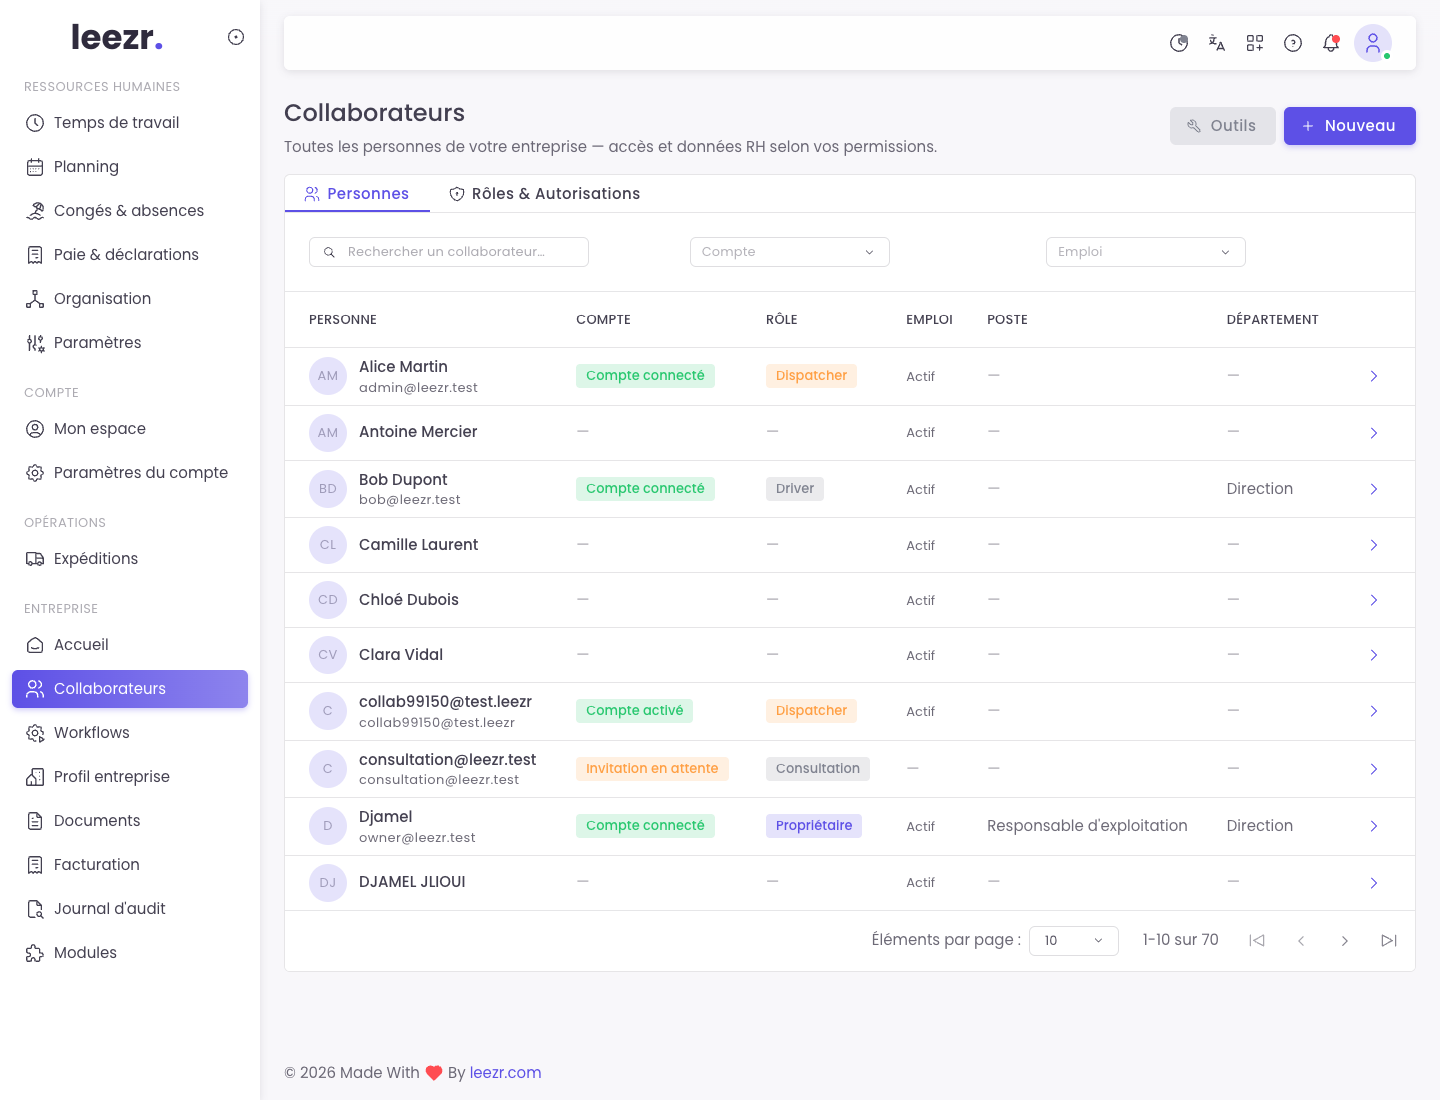 leezr.
RESSOURCES HUMAINES
Temps de travail
Planning
Congés & absences
Paie & déclarations
Organisation
Paramètres
COMPTE
Mon espace
Paramètres du compte
OPÉRATIONS
Expéditions
ENTREPRISE
Accueil
Collaborateurs
Workflows
Profil entreprise
Documents
Facturation
Journal d'audit
Modules
Collaborateurs
Toutes les personnes de votre entreprise — accès et données RH selon vos permissions.
Outils
Nouveau
Personnes
Rôles & Autorisations
Rechercher un collaborateur...
Compte
Emploi
PERSONNE COMPTE RÔLE EMPLOI POSTE DÉPARTEMENT
AM Alice Martin Compte connecté Dispatcher Actif — —
admin@leezr.test
AM Antoine Mercier — — Actif — —
BD Bob Dupont Compte connecté Driver Actif — Direction
bob@leezr.test
CL Camille Laurent — — Actif — —
CD Chloé Dubois — — Actif — —
CV Clara Vidal — — Actif — —
C collab99150@test.leezr Compte activé Dispatcher Actif — —
collab99150@test.leezr
C consultation@leezr.test Invitation en attente Consultation — — —
consultation@leezr.test
D Djamel Compte connecté Propriétaire Actif Responsable d'exploitation Direction
owner@leezr.test
DJ DJAMEL JLIOUI — — Actif — —
Éléments par page : 10 1-10 sur 70
© 2026 Made With ❤ By leezr.com